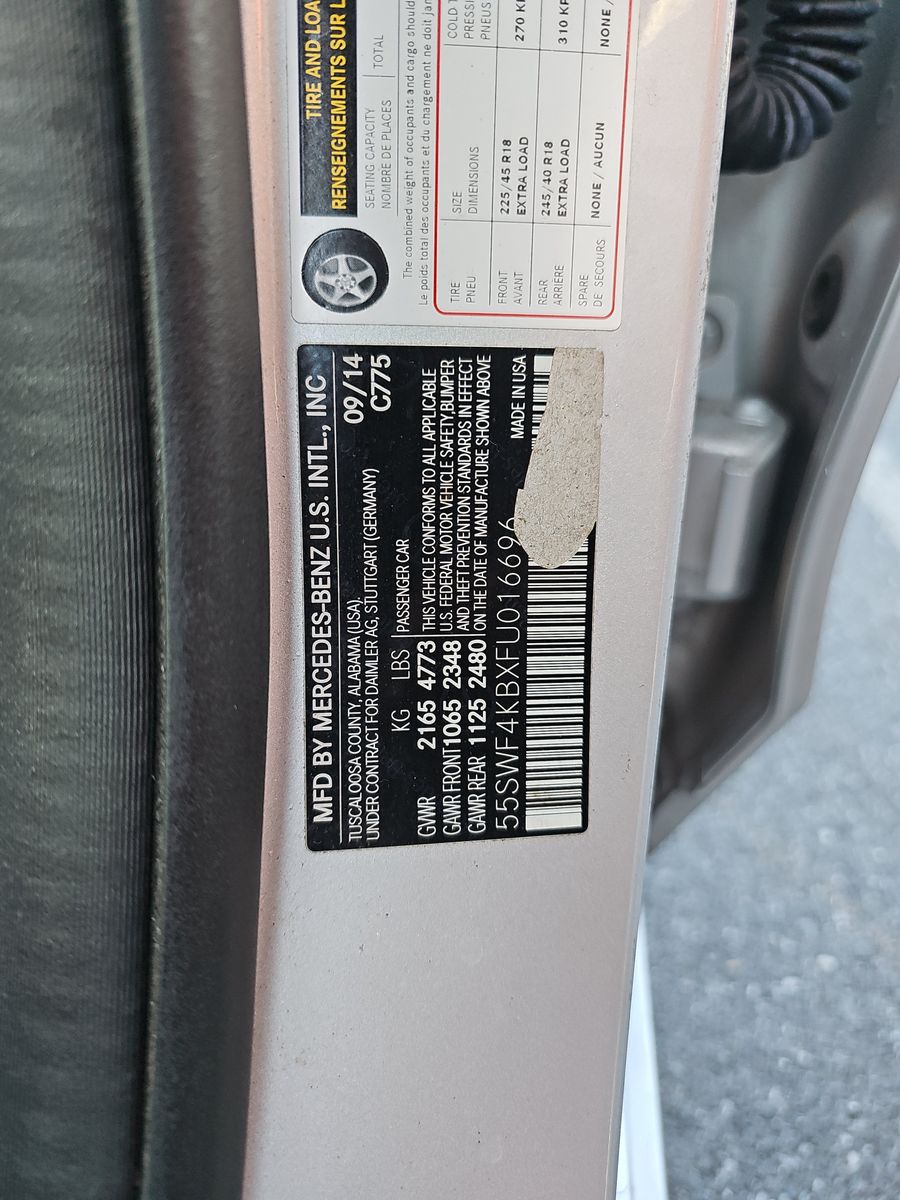 MFD BY MERCEDES-BENZ U.S. INTL., INC
TUSCALOOSA COUNTY, ALABAMA (USA), 09/14
UNDER CONTRACT FOR DAIMLER AG, STUTTGART (GERMANY) C775
KG LBS PASSENGER CAR
GVWR 2165 4773 THIS VEHICLE CONFORMS TO ALL APPLICABLE
GAWR FRONT 1065 2348 U.S. FEDERAL MOTOR VEHICLE SAFETY, BUMPER
GAWR REAR 1125 2480 AND THEFT PREVENTION STANDARDS IN EFFECT
ON THE DATE OF MANUFACTURE SHOWN ABOVE
55SWF4KBXFU016696 MADE IN USA
TIRE AND
RENSEIGNEMENTS SUR
SEATING CAPACITY
NOMBRE DE PLACES TOTAL
The combined weight of occupants and cargo should
Le poids total des occupants et du chargement ne doit
TIRE SIZE COLD
PNEU DIMENSIONS
PNEUS
FRONT 225/45 R18 270
AVANT EXTRA LOAD
REAR 245/40 R18 310
ARRIERE EXTRA LOAD
SPARE NONE / AUCUN NONE /
DE SECOURS